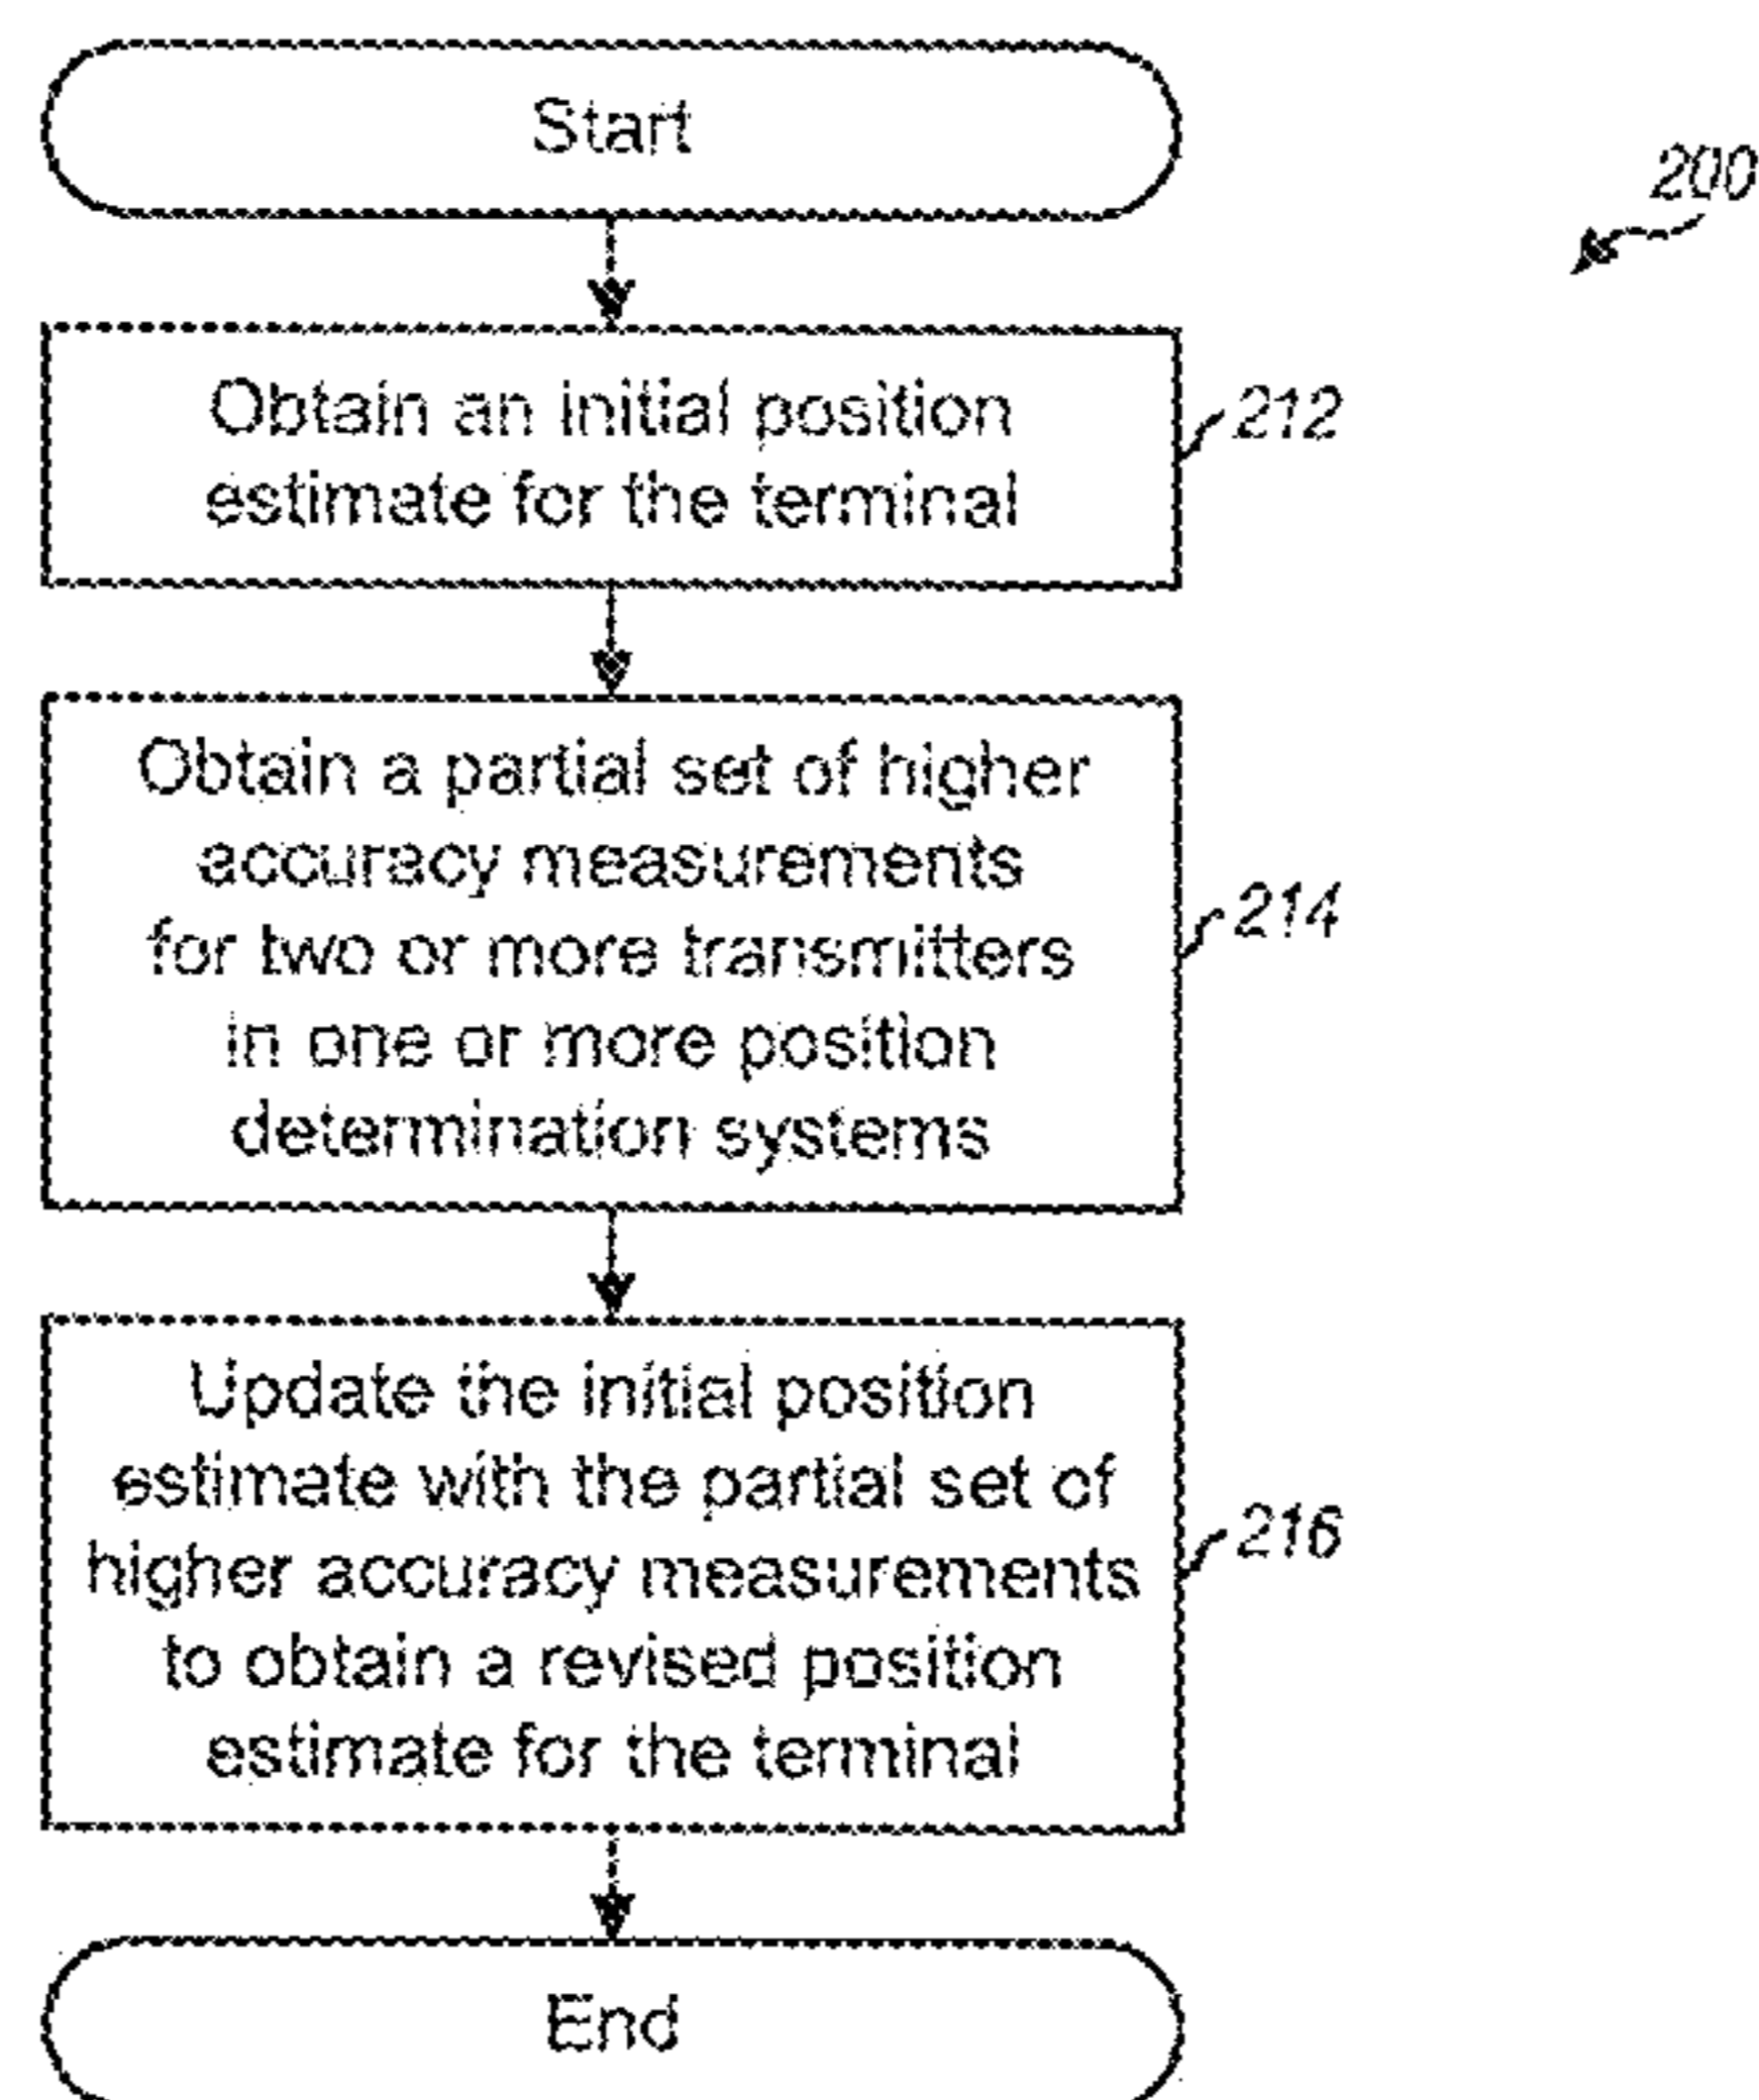 Start
200
Obtain an initial position
estimate for the terminal
212
Obtain a partial set of higher
accuracy measurements
for two or more transmitters
in one or more position
determination systems
214
Update the initial position
estimate with the partial set of
higher accuracy measurements
to obtain a revised position
estimate for the terminal
216
End